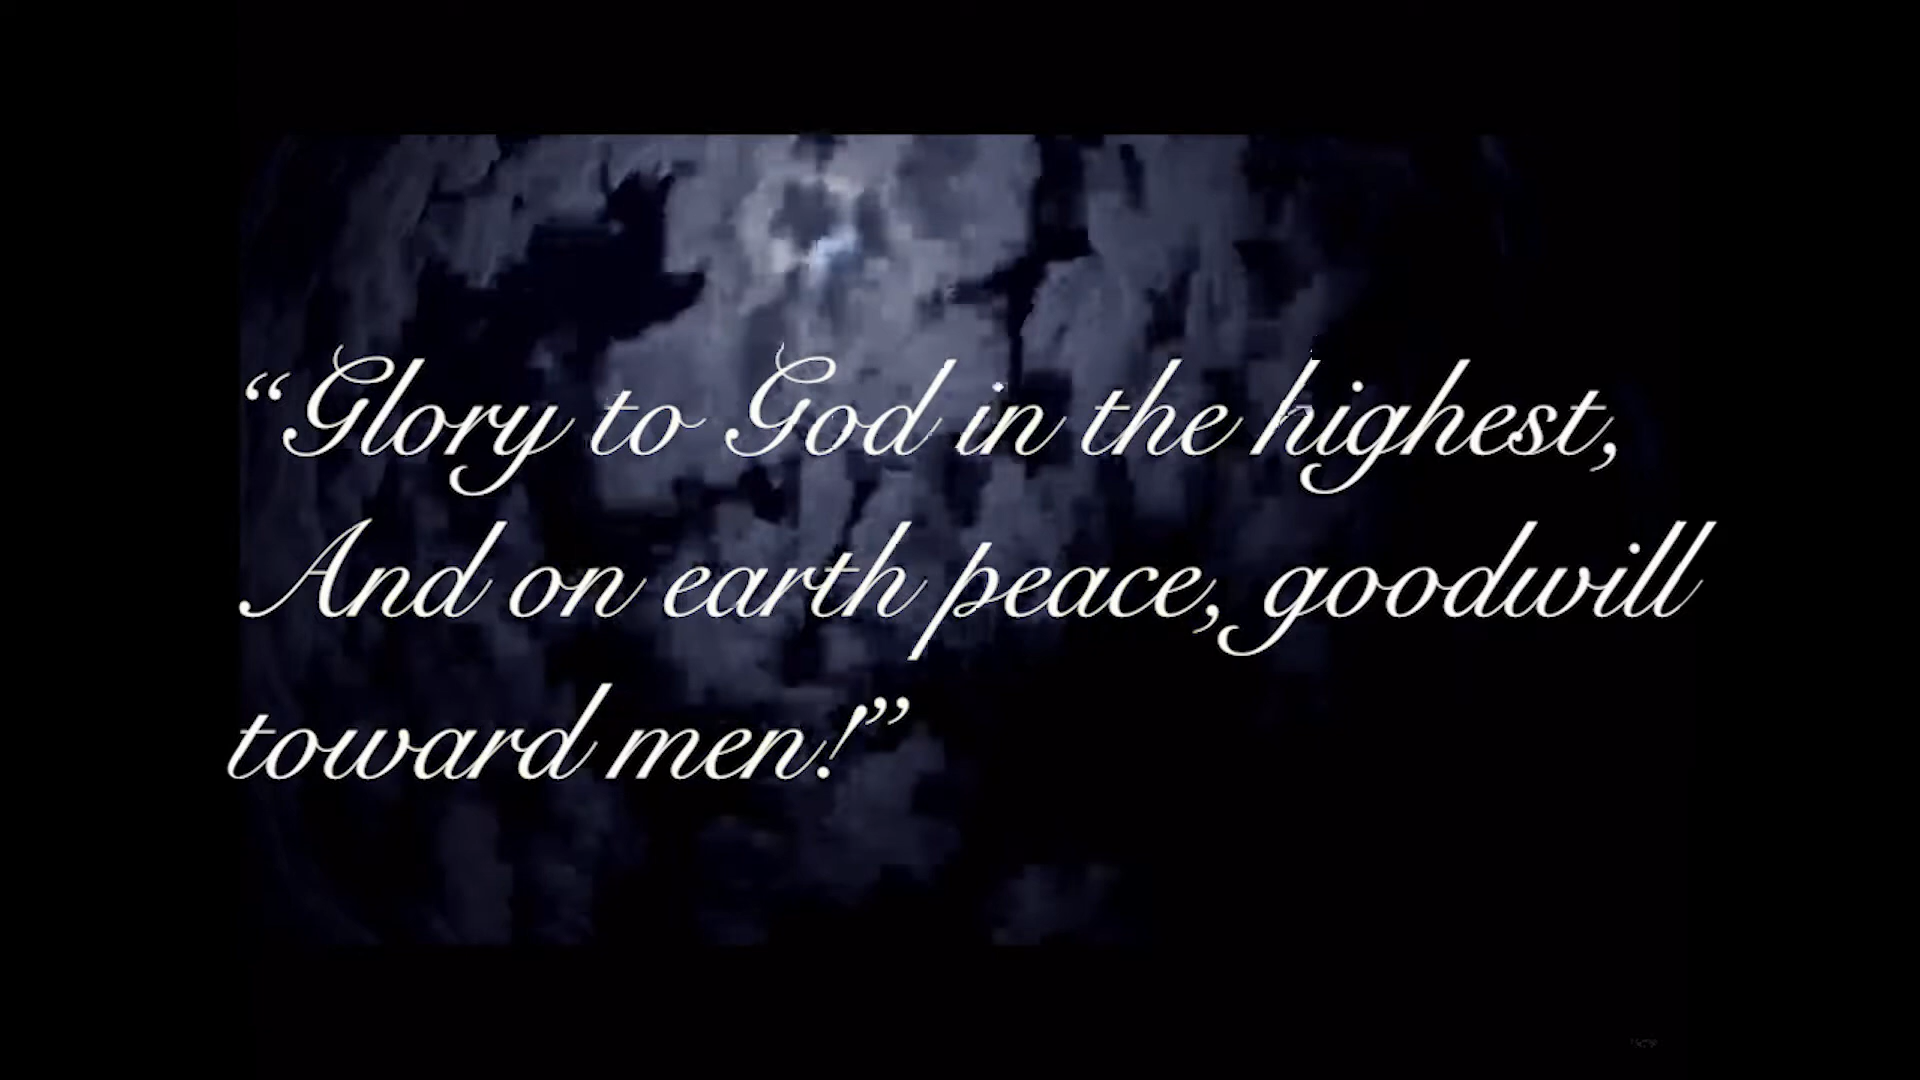 “Glory to God in the highest,
And on earth peace, goodwill
toward men!”